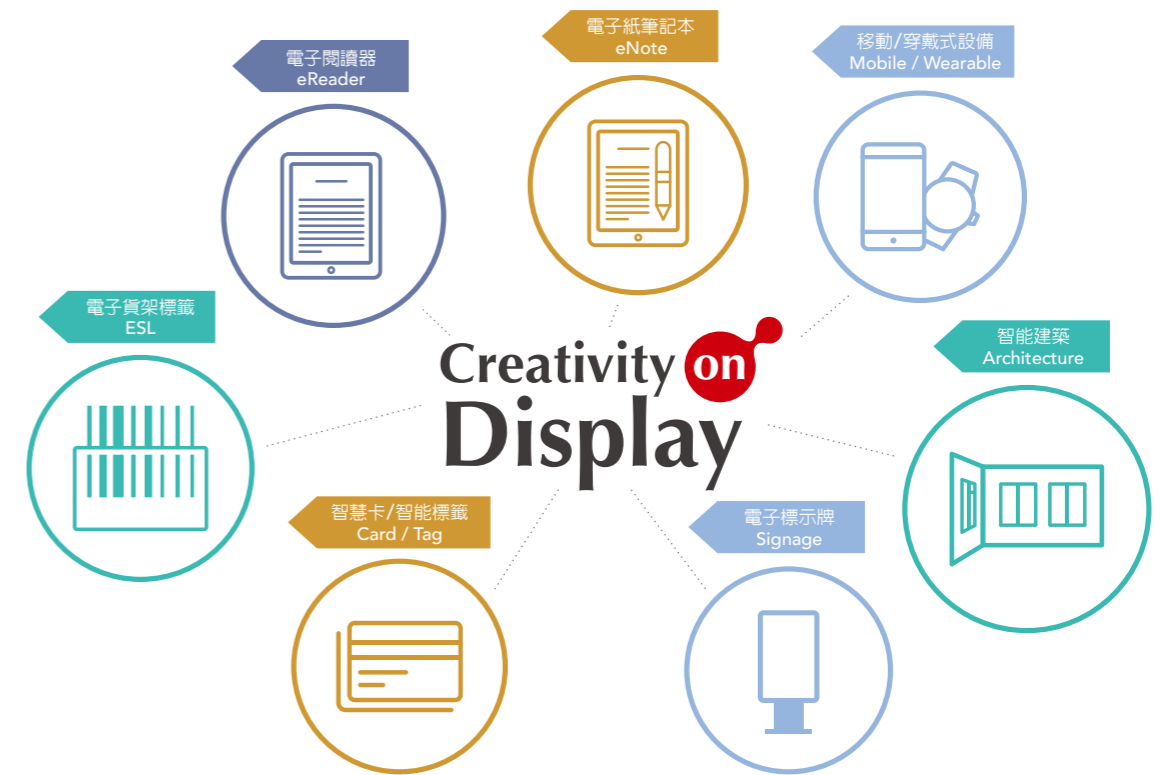 電子閱讀器
eReader
電子紙筆記本
eNote
移動/穿戴式設備
Mobile / Wearable
電子貨架標籤
ESL
Creativity on
Display
智能建築
Architecture
智慧卡/智能標籤
Card / Tag
電子標示牌
Signage